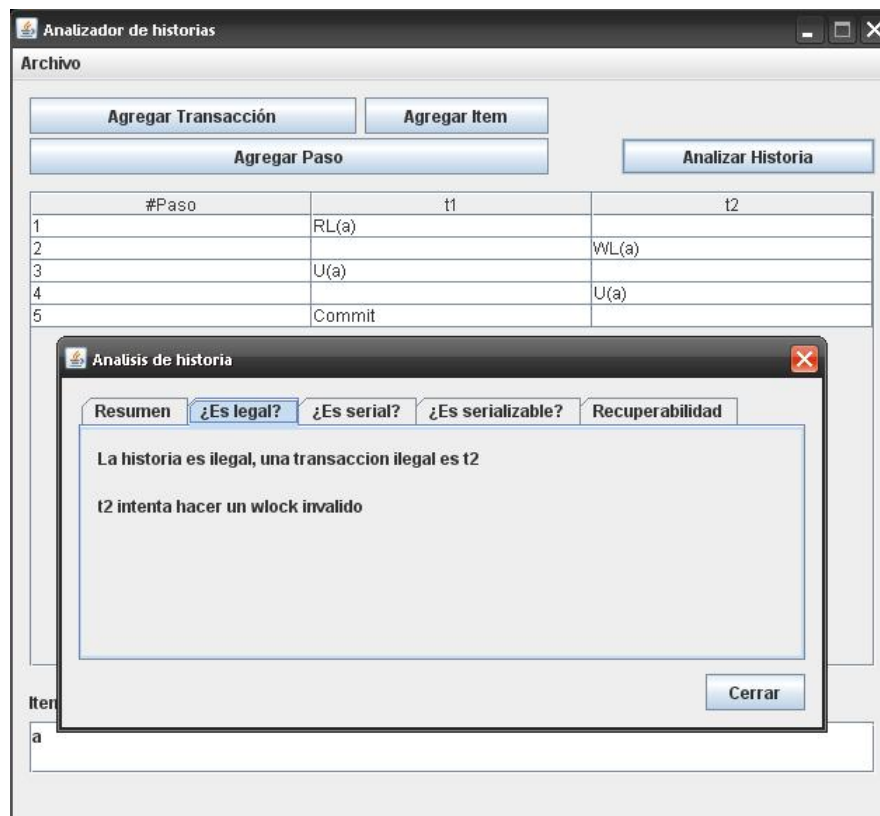 Analizador de historias
Archivo
Agregar Transacción Agregar Item
Agregar Paso Analizar Historia
#Paso t1 t2
1 RL(a)
2 WL(a)
3 U(a)
4 U(a)
5 Commit
Analisis de historia
Resumen ¿Es legal? ¿Es serial? ¿Es serializable? Recuperabilidad
La historia es ilegal, una transaccion ilegal es t2
t2 intenta hacer un wlock invalido
Cerrar
a